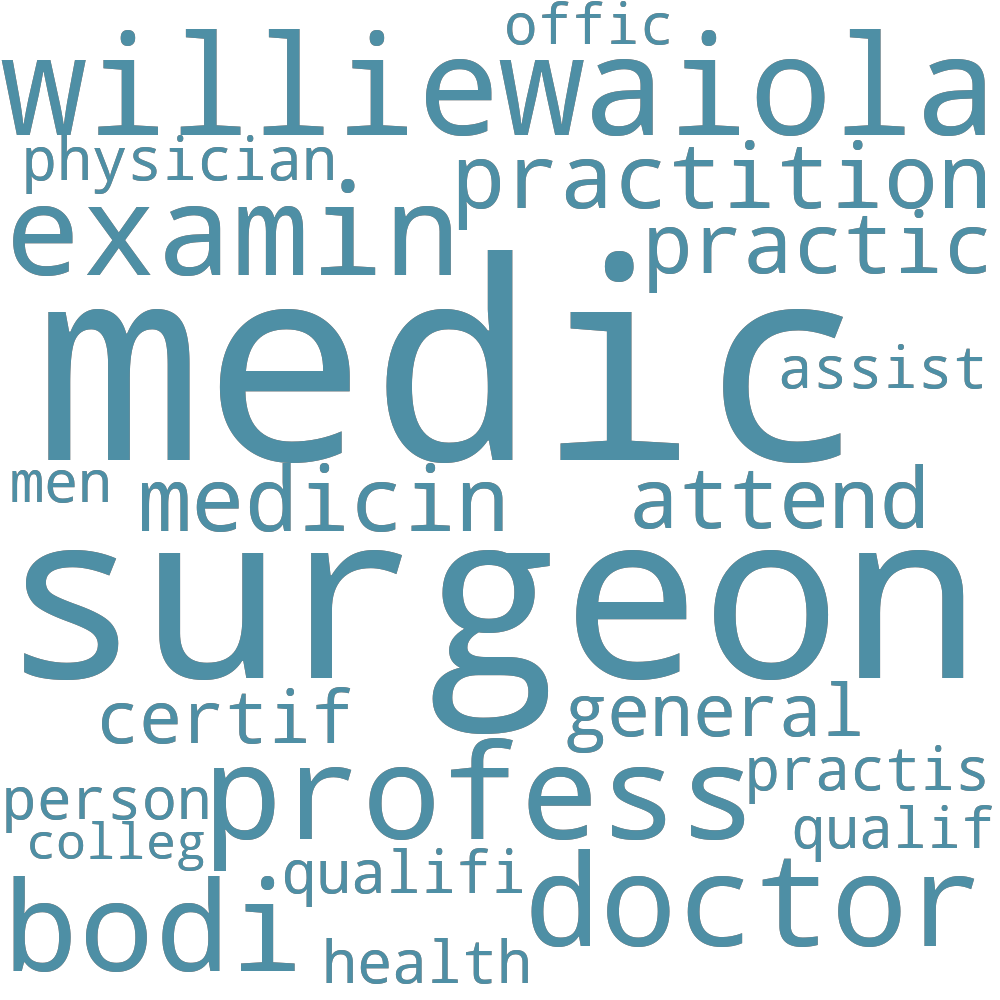 offic
williewaiola
physician
practition
examin
practic
medic
assist
men
medicin
attend
surgeon
certif
general
profess
practis
person
qualif
colleg
qualifi
doctor
bodi
health